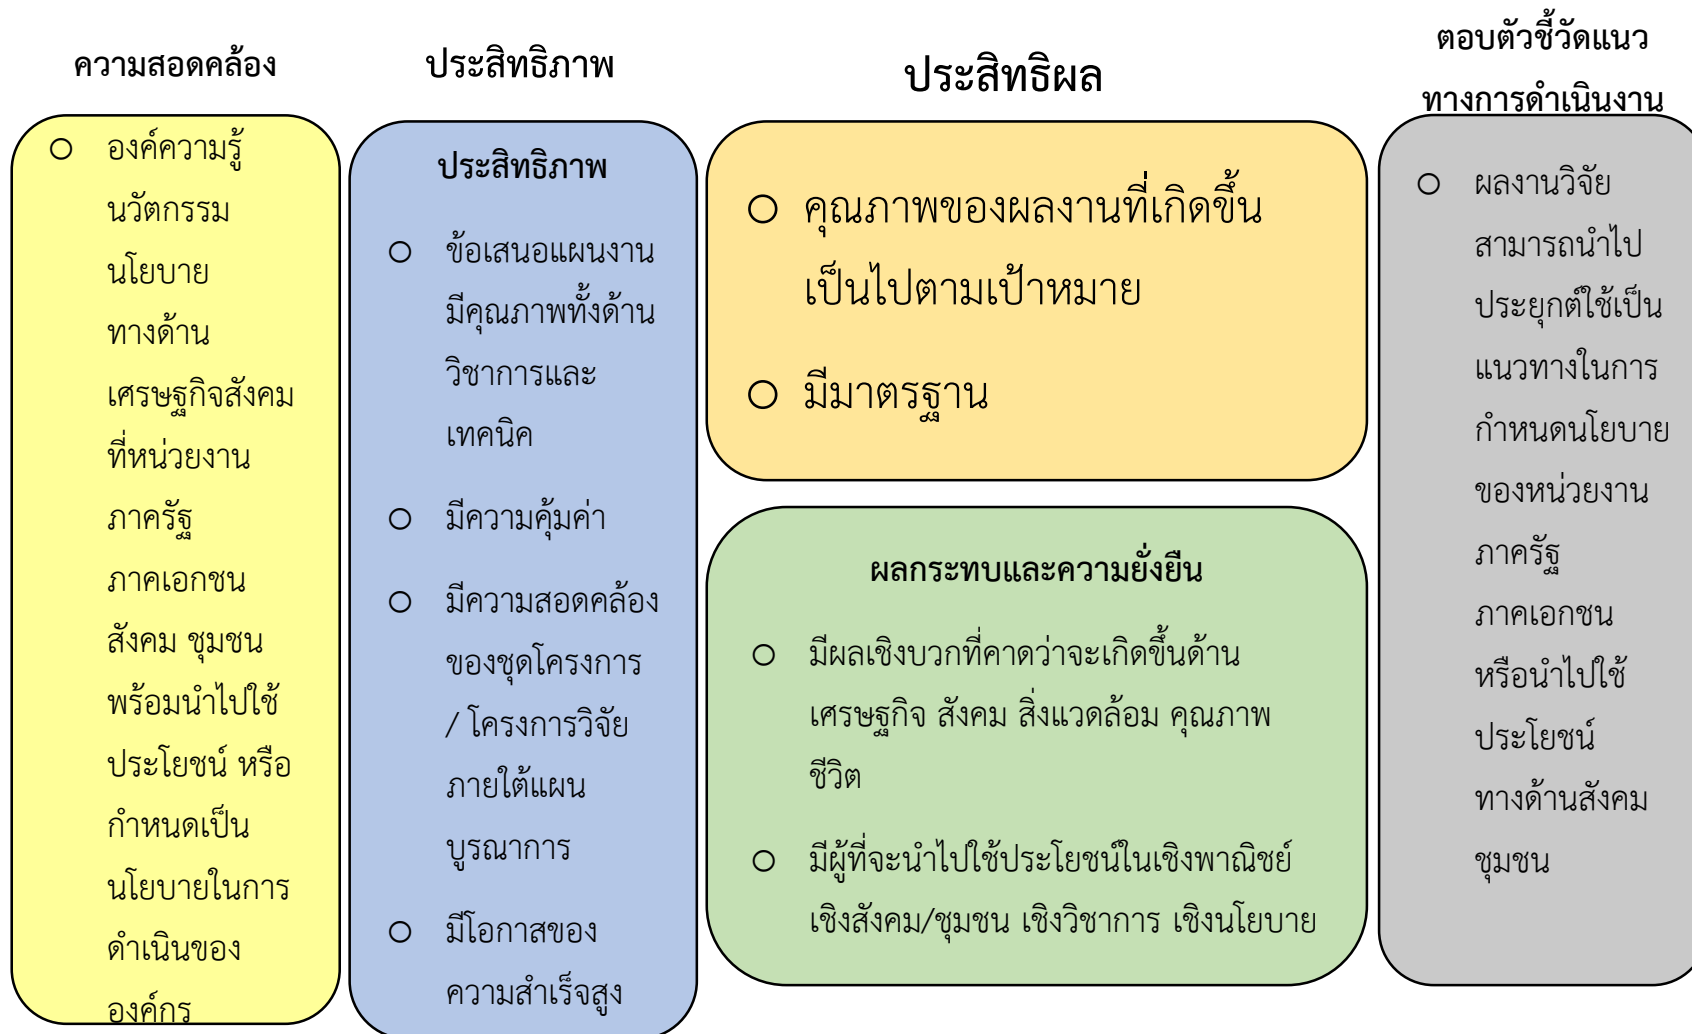 ความสอดคล้อง
องค์ความรู้
นวัตกรรม
นโยบาย
ทางด้าน
เศรษฐกิจสังคม
ที่หน่วยงาน
ภาครัฐ
ภาคเอกชน
สังคม ชุมชน
พร้อมนำไปใช้
ประโยชน์ หรือ
กำหนดเป็น
นโยบายในการ
ดำเนินของ
องค์กร
ประสิทธิภาพ
ประสิทธิภาพ
ข้อเสนอแผนงาน
มีคุณภาพทั้งด้าน
วิชาการและ
เทคนิค
มีความคุ้มค่า
มีความสอดคล้อง
ของชุดโครงการ
/ โครงการวิจัย
ภายใต้แผน
บูรณาการ
มีโอกาสของ
ความสำเร็จสูง
ประสิทธิผล
คุณภาพของผลงานที่เกิดขึ้น
เป็นไปตามเป้าหมาย
มีมาตรฐาน
ผลกระทบและความยั่งยืน
มีผลเชิงบวกที่คาดว่าจะเกิดขึ้นด้าน
เศรษฐกิจ สังคม สิ่งแวดล้อม คุณภาพ
ชีวิต
มีผู้ที่จะนำไปใช้ประโยชน์ในเชิงพาณิชย์
เชิงสังคม/ชุมชน เชิงวิชาการ เชิงนโยบาย
ตอบตัวชี้วัดแนว
ทางการดำเนินงาน
ผลงานวิจัย
สามารถนำไป
ประยุกต์ใช้เป็น
แนวทางในการ
กำหนดนโยบาย
ของหน่วยงาน
ภาครัฐ
ภาคเอกชน
หรือนำไปใช้
ประโยชน์
ทางด้านสังคม
ชุมชน